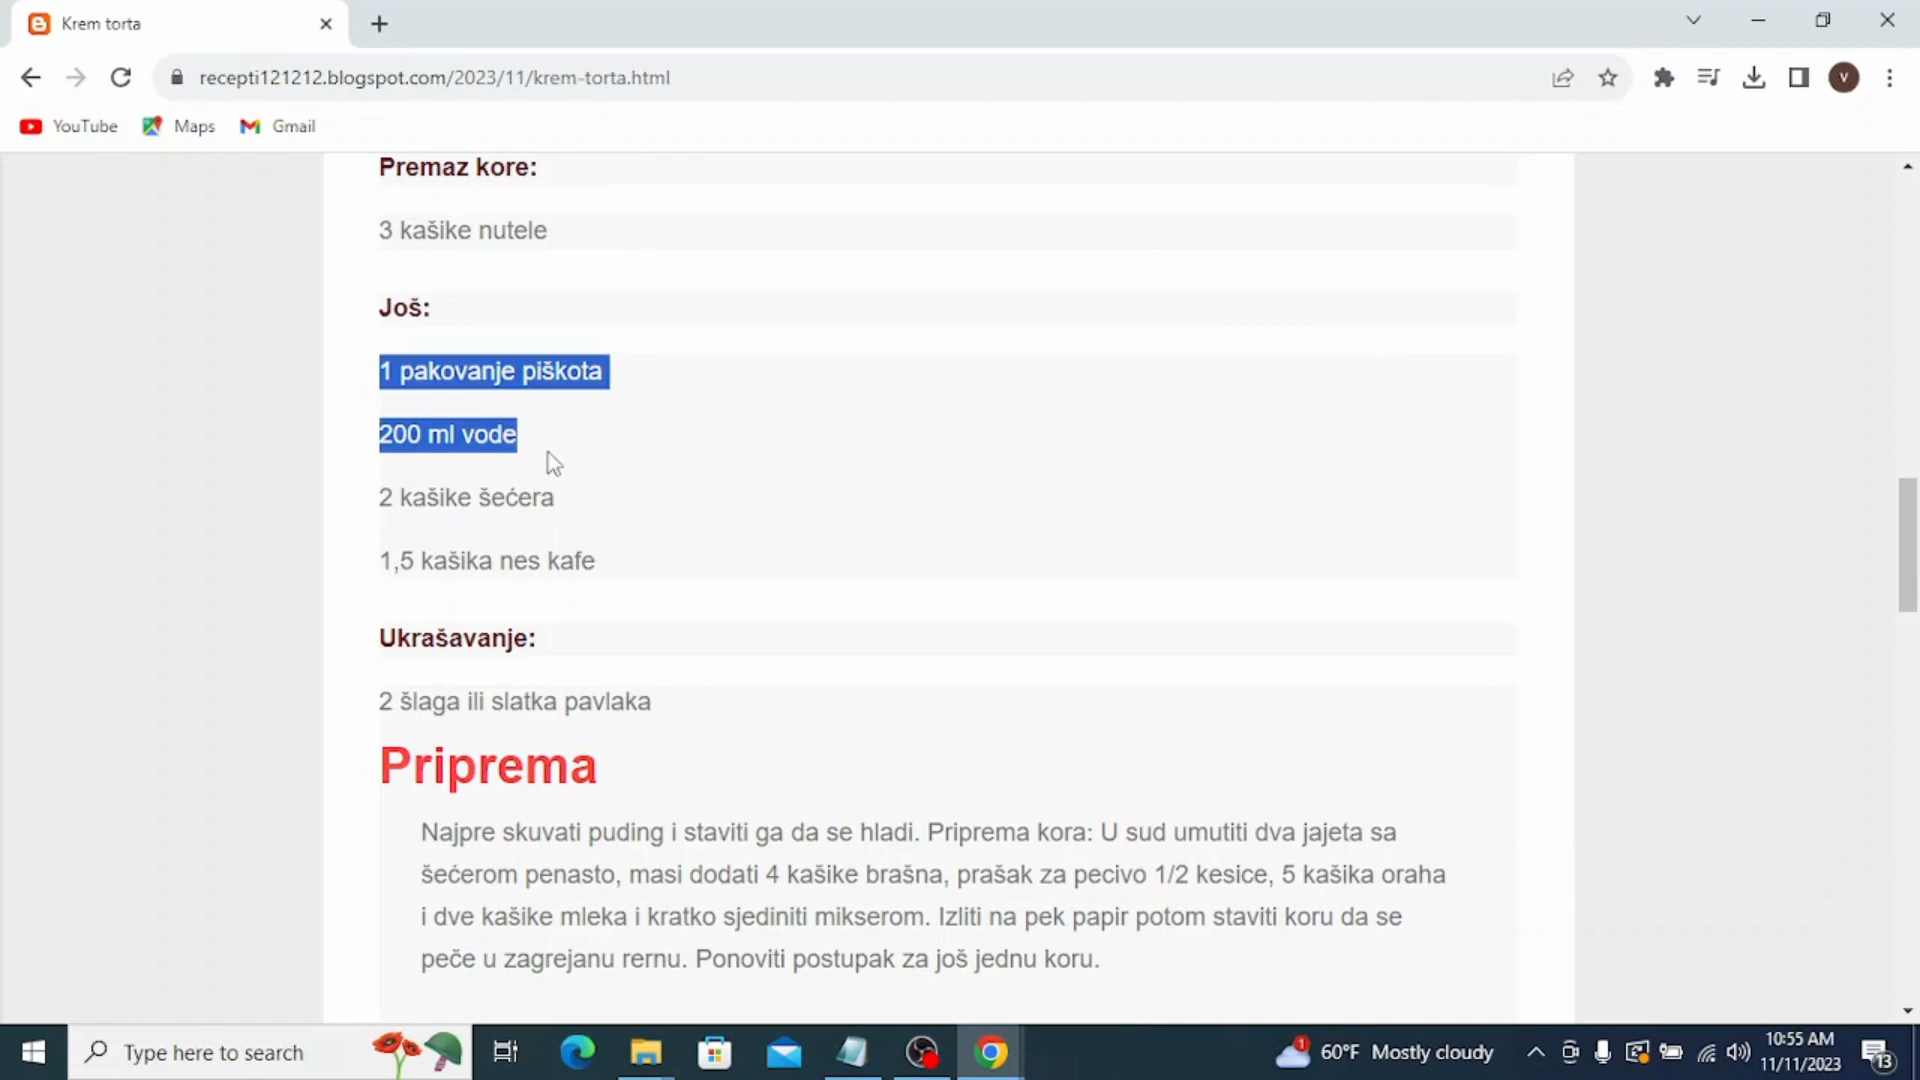 Krem torta
recepti121212.blogspot.com/2023/11/krem-torta.html
V
YouTube Maps Gmail
Premaz kore:
3 kašike nutele
Još:
1 pakovanje piškota
200 ml vode
2 kašike šećera
1,5 kašika nes kafe
Ukrašavanje:
2 šlaga ili slatka pavlaka
Priprema
Najpre skuvati puding i staviti ga da se hladi. Priprema kora: U sud umutiti dva jajeta sa
šećerom penasto, masi dodati 4 kašike brašna, prašak za pecivo 1/2 kesice, 5 kašika oraha
i dve kašike mleka i kratko sjediniti mikserom. Izliti na pek papir potom staviti koru da se
peče u zagrejanu rernu. Ponoviti postupak za još jednu koru.
Type here to search
1
60°F Mostly cloudy
10:55 AM
11/11/2023
13